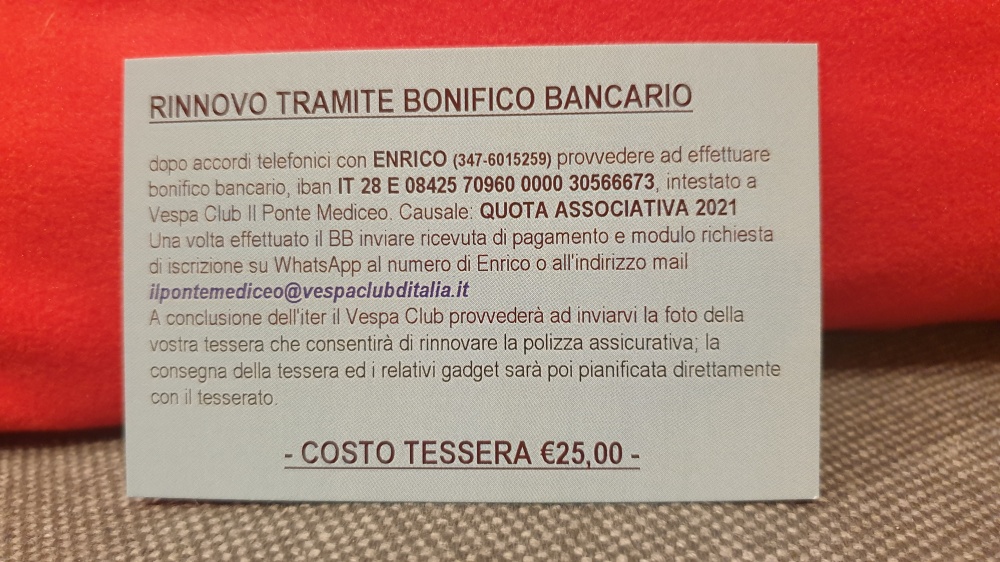 RINNOVO TRAMITE BONIFICO BANCARIO
dopo accordi telefonici con ENRICO (347-6015259) provvedere ad effettuare
bonifico bancario, iban IT 28 E 08425 70960 0000 30566673, intestato a
Vespa Club Il Ponte Mediceo. Causale: QUOTA ASSOCIATIVA 2021
Una volta effettuato il BB inviare ricevuta di pagamento e modulo richiesta
di iscrizione su WhatsApp al numero di Enrico o all'indirizzo mail
ilpontemediceo@vespaclubditalia.it
A conclusione dell'iter il Vespa Club provvederà ad inviarvi la foto della
vostra tessera che consentirà di rinnovare la polizza assicurativa; la
consegna della tessera ed i relativi gadget sarà poi pianificata direttamente
con il tesserato.
- COSTO TESSERA €25,00 -